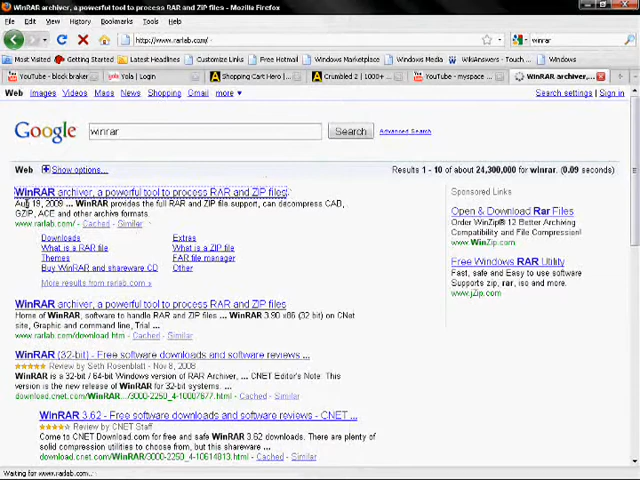 WinRAR archiver, a powerful tool to process RAR and ZIP files - Mozilla Firefox
File Edit View History Bookmarks Tools Help
http://www.rarlab.com/
winrar
Most Visited Getting Started Latest Headlines Customize Links Windows Marketplace Windows Media WikiAnswers - Touch... Windows
YouTube - block braker Yola | Login Shopping Cart Hero | ... Crumbled 2 | 1000+ ... YouTube - myspace ... WinRAR archiver, ...
Web Images Videos Maps News Shopping Gmail more ▼ Search settings | Sign in
Google winrar Search Advanced Search
Web Show options... Results 1 - 10 of about 24,300,000 for winrar. (0.09 seconds)
WinRAR archiver, a powerful tool to process RAR and ZIP files
Aug 19, 2009 ... WinRAR provides the full RAR and ZIP file support, can decompress CAB,
GZIP, ACE and other archive formats.
www.rarlab.com/ - Cached - Similar
Downloads Extras
What is a RAR file What is a ZIP file
Themes FAR file manager
Buy WinRAR and shareware CD Other
More results from rarlab.com »
WinRAR archiver, a powerful tool to process RAR and ZIP files
Home of WinRAR, software to handle RAR and ZIP files ... WinRAR 3.90 x86 (32 bit) on CNet
site, Graphic and command line, Trial ...
www.rarlab.com/download.htm - Cached - Similar
WinRAR (32-bit) - Free software downloads and software reviews ...
Review by Seth Rosenblatt - Nov 8, 2008
WinRAR is a 32-bit / 64-bit Windows version of RAR Archiver, ... CNET Editor's Note: This
version is the new release of WinRAR for 32-bit systems. ...
download.cnet.com/WinRAR.../3000-2250_4-10007677.html - Cached - Similar
WinRAR 3.62 - Free software downloads and software reviews - CNET ...
Review by CNET Staff
Come to CNET Download.com for free and safe WinRAR 3.62 downloads. There are plenty of
solid compression utilities to choose from, but this shareware ...
download.cnet.com/WinRAR/3000-2250_4-10614813.html - Cached - Similar
Sponsored Links
Open & Download Rar Files
Order WinZip® 12 Better Archiving
Compatibility and File Compression!
www.WinZip.com
Free Windows RAR Utility
Fast, safe and Easy to use software
Supports zip, rar, iso and more.
www.jZip.com
Waiting for www.rarlab.com...